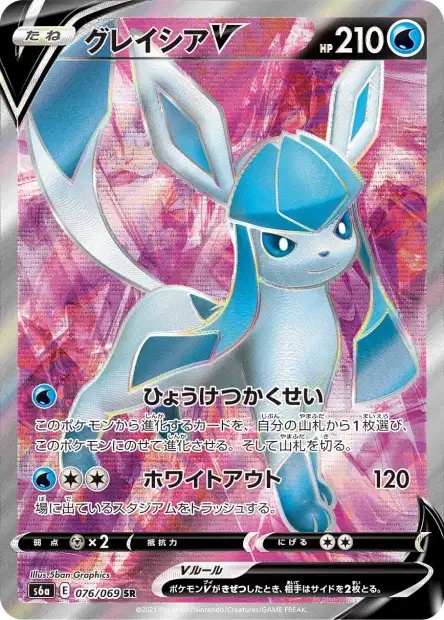 たね グレイシアV HP 210
ひょうけつかくせい
このポケモンから進化するカードを、自分の山札から1枚選び、
このポケモンにのせて進化させる。そして山札を切る。
ホワイトアウト 120
場に出ているスタジアムをトラッシュする。
弱点 ×2 抵抗力 にげる
Illus. 5ban Graphics Vルール
s6a E 076/069 SR ポケモンVがきぜつしたとき、相手はサイドを2枚とる。
©2021 Pokémon/Nintendo/Creatures/GAME FREAK.